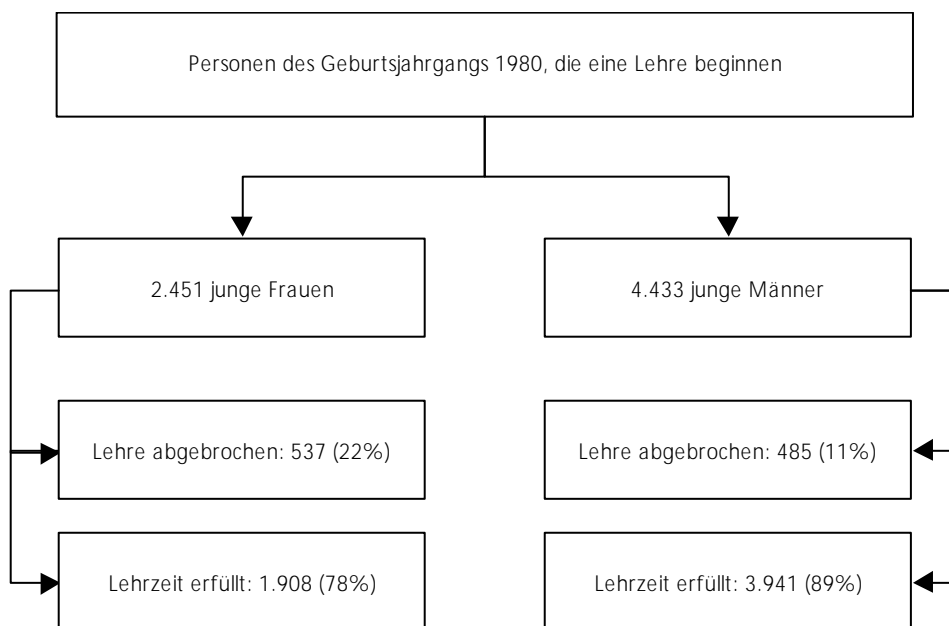 Personen des Geburtsjahrgangs 1980, die eine Lehre beginnen
2.451 junge Frauen
4.433 junge Männer
Lehre abgebrochen: 537 (22%)
Lehre abgebrochen: 485 (11%)
Lehrzeit erfüllt: 1.908 (78%)
Lehrzeit erfüllt: 3.941 (89%)